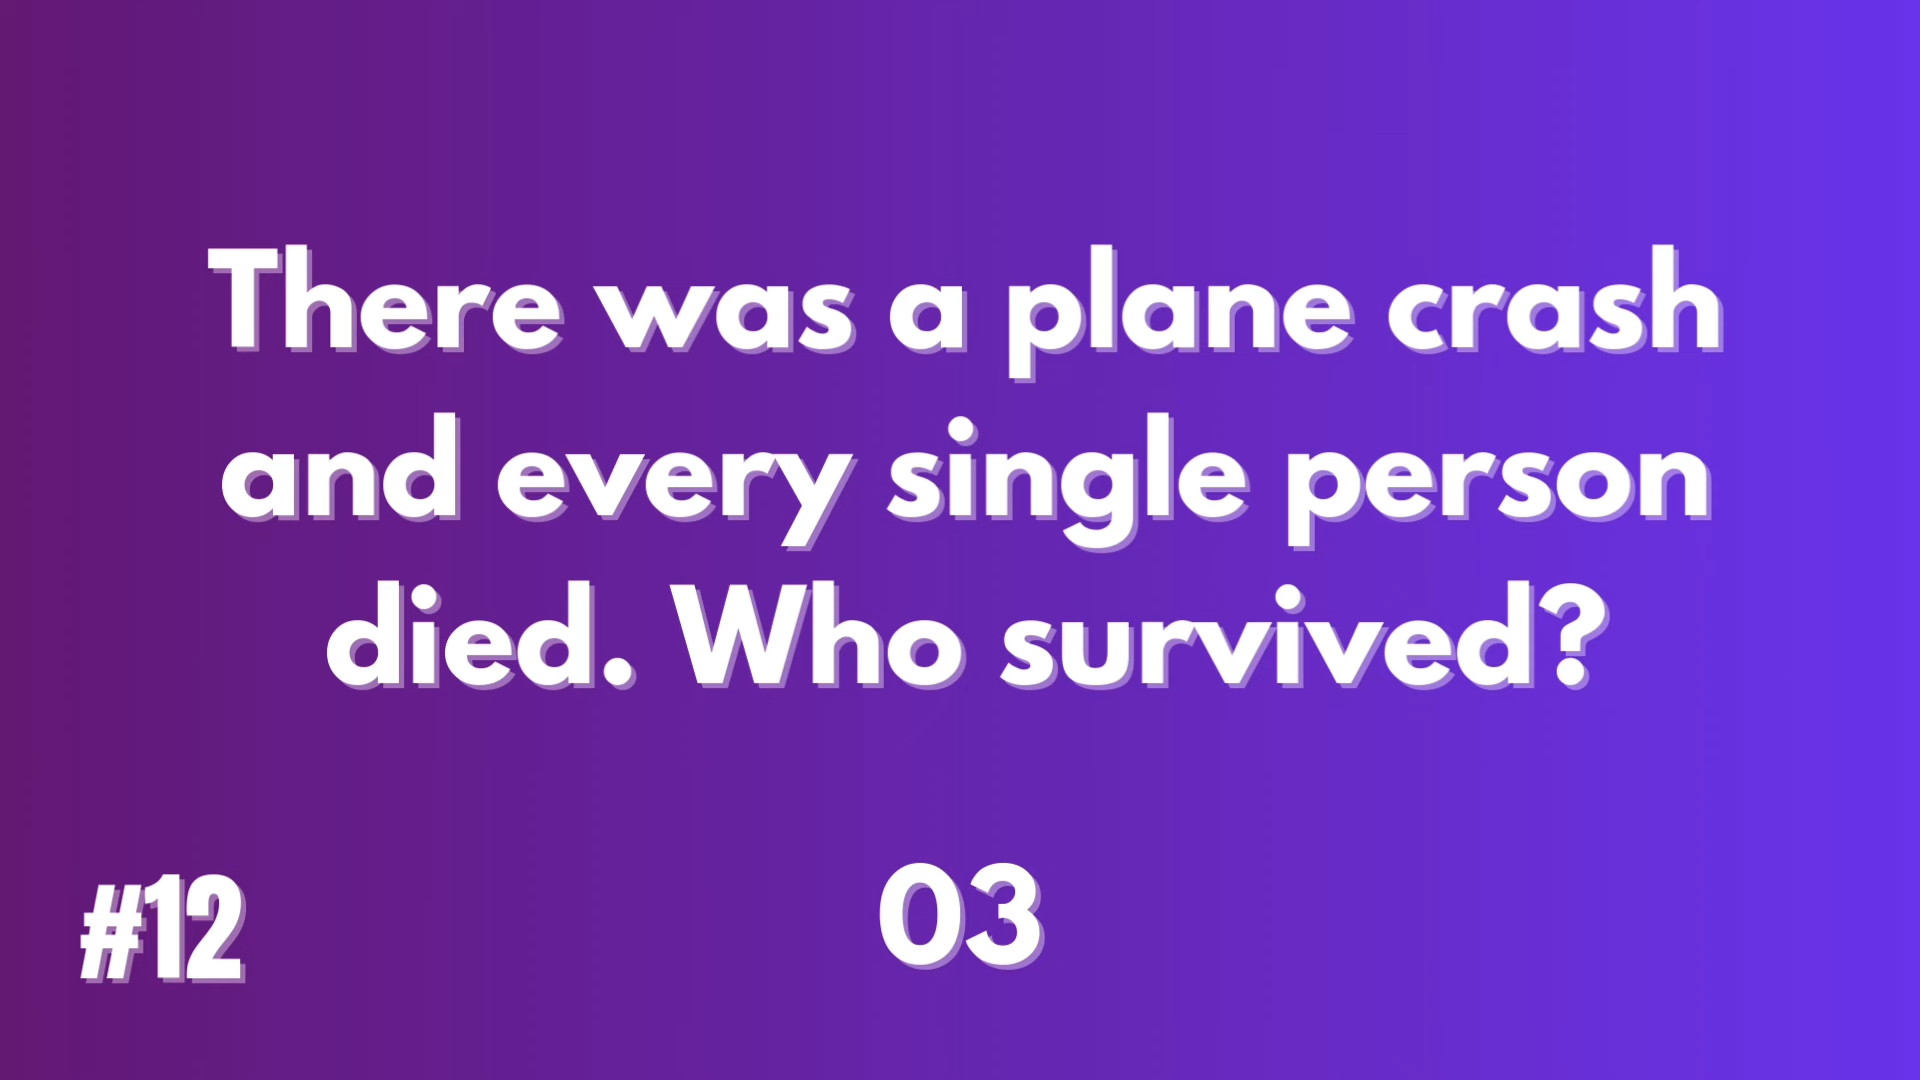 There was a plane crash
and every single person
died. Who survived?
#12
03